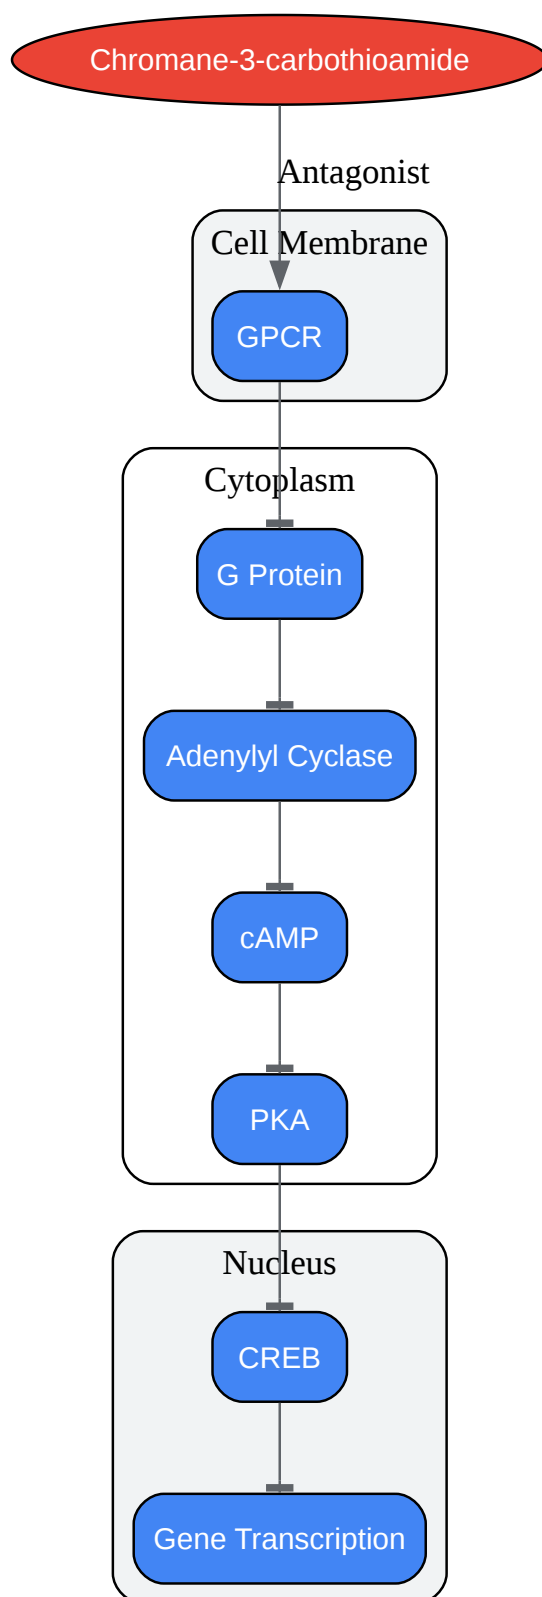 Chromane-3-carbothioamide
Antagonist
Cell Membrane
GPCR
Cytoplasm
G Protein
Adenylyl Cyclase
cAMP
PKA
Nucleus
CREB
Gene Transcription